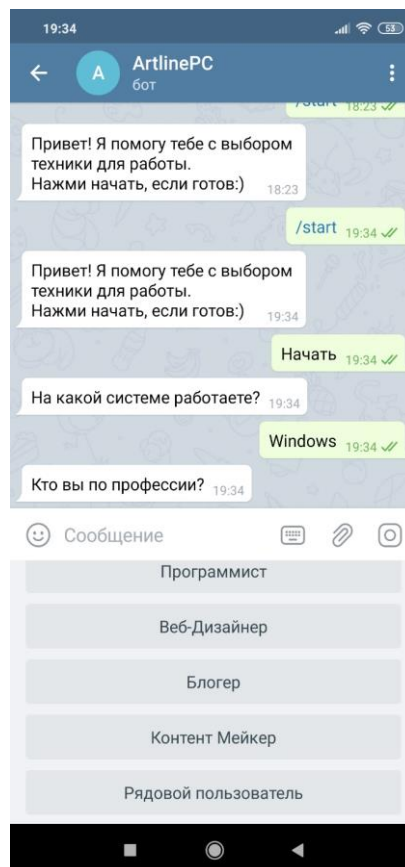 19:34
53
A
ArtlinePC
бот
/start 18:23
Привет! Я помогу тебе с выбором
техники для работы.
Нажми начать, если готов:) 18:23
/start 19:34
Привет! Я помогу тебе с выбором
техники для работы.
Нажми начать, если готов:) 19:34
Начать 19:34
На какой системе работаете? 19:34
Windows 19:34
Кто вы по профессии? 19:34
Сообщение
Программист
Веб-Дизайнер
Блогер
Контент Мейкер
Рядовой пользователь